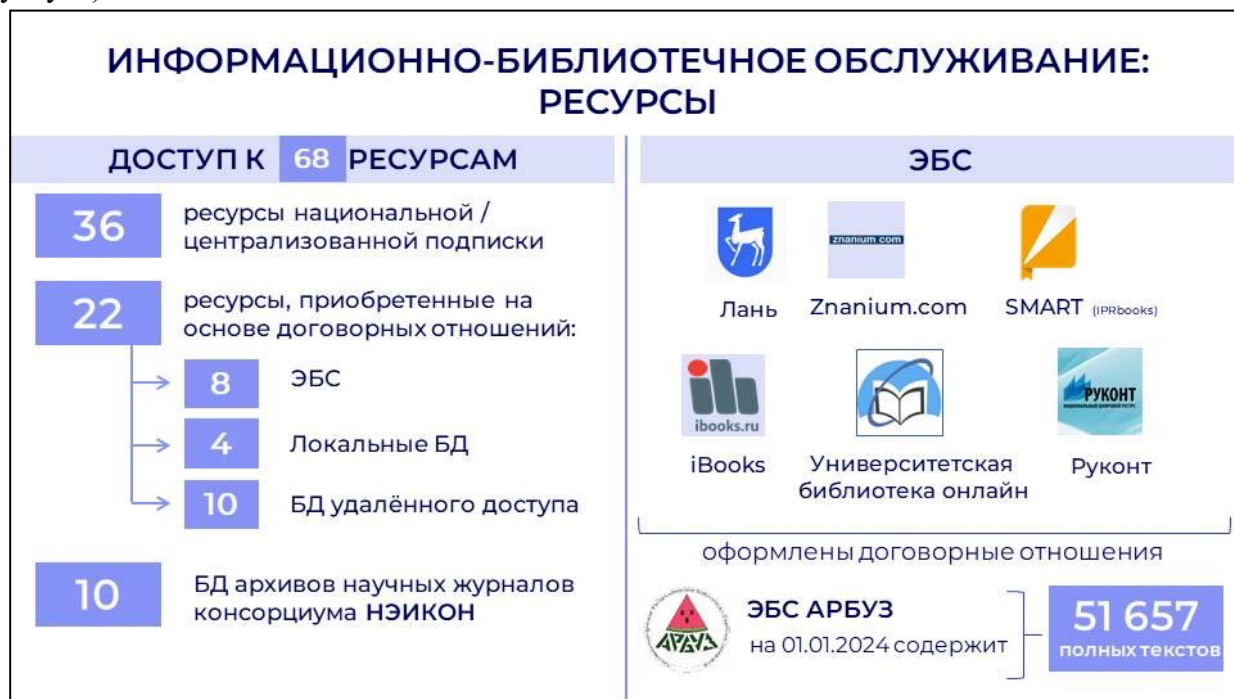 ИНФОРМАЦИОННО-БИБЛИОТЕЧНОЕ ОБСЛУЖИВАНИЕ:
РЕСУРСЫ
ДОСТУП К 68 РЕСУРСАМ
36
ресурсы национальной /
централизованной подписки
22
ресурсы, приобретенные на
основе договорных отношений:
8
ЭБС
4
Локальные БД
10
БД удалённого доступа
10
БД архивов научных журналов
консорциума НЭИКОН
ЭБС
Лань
znanium com
Znanium.com
SMART (IPRbooks)
ibooks.ru
iBooks
Университетская
библиотека онлайн
РУКОНТ
НАЦИОНАЛЬНЫЙ ЦИФРОВОЙ РЕСУРС
Руконт
оформлены договорные отношения
АРБУЗ
ЭБС АРБУЗ
на 01.01.2024 содержит
51 657
полных текстов